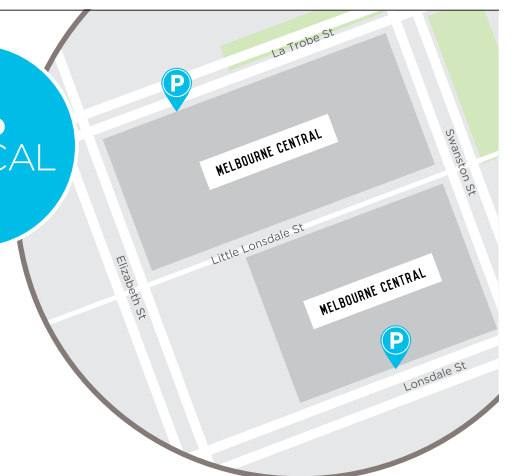 La Trobe St
P
MELBOURNE CENTRAL
CAL
Swanston St
Little Lonsdale St
Elizabeth St
MELBOURNE CENTRAL
P
Lonsdale St